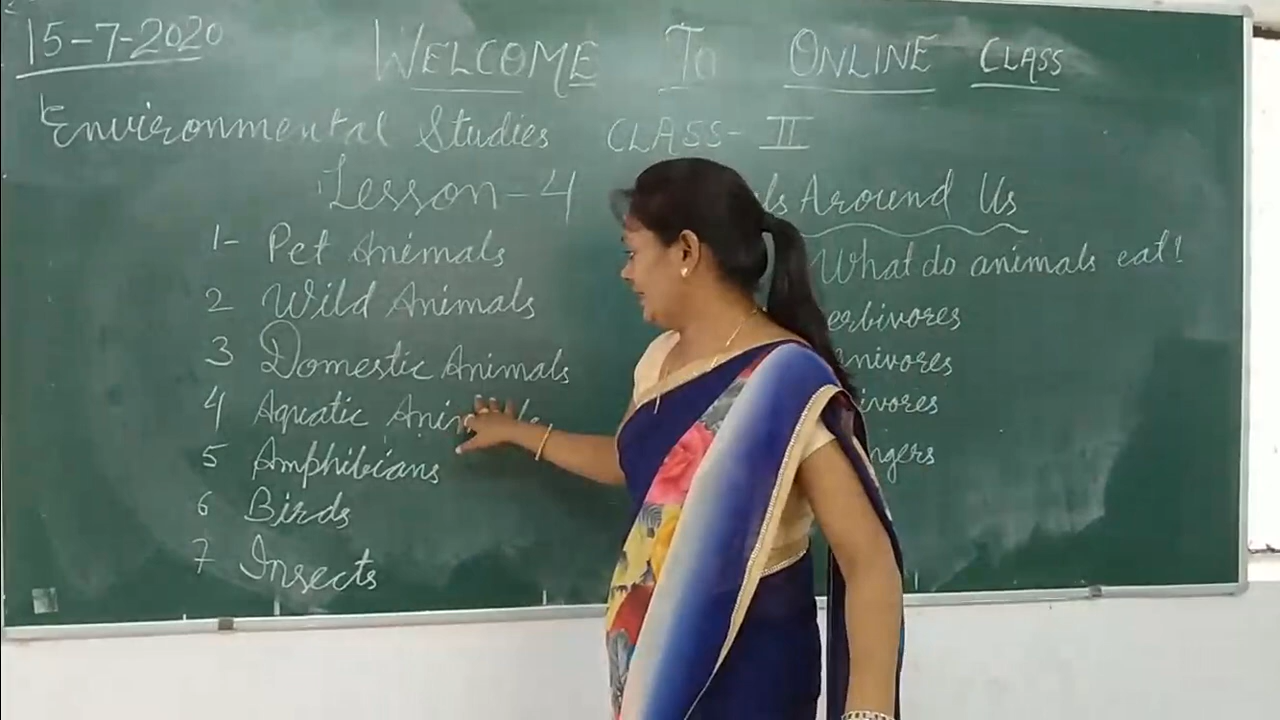 15-7-2020 WELCOME TO ONLINE CLASS
Environmental Studies CLASS-II
Lesson-4 Around Us
1- Pet Animals
2 Wild Animals
3 Domestic Animals
4 Aquatic
5 Amphibians
6 Birds
7 Insects
What do animals eat?